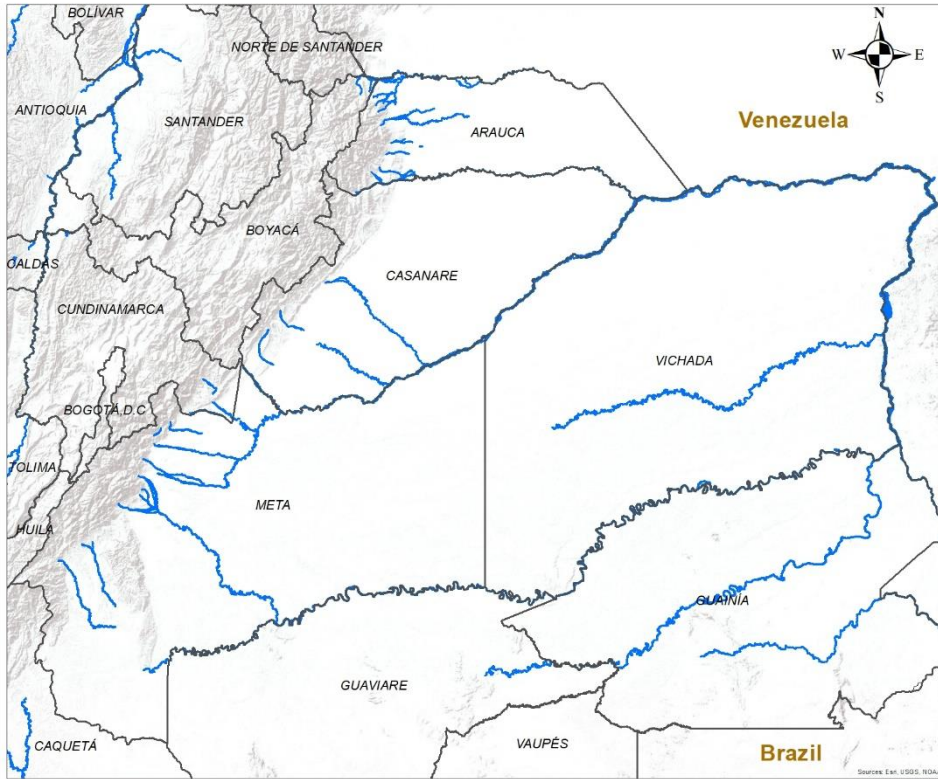 BOLÍVAR
N
NORTE DE SANTANDER
W
E
S
ANTIOQUIA
SANTANDER
Venezuela
ARAUCA
BOYACÁ
CALDAS
CASANARE
CUNDINAMARCA
VICHADA
BOGOTÁ D.C
TOLIMA
META
HUILA
GUAINÍA
GUAVIARE
CAQUETÁ
VAUPÉS
Brazil
Sources: Esri, USGS, NOAA